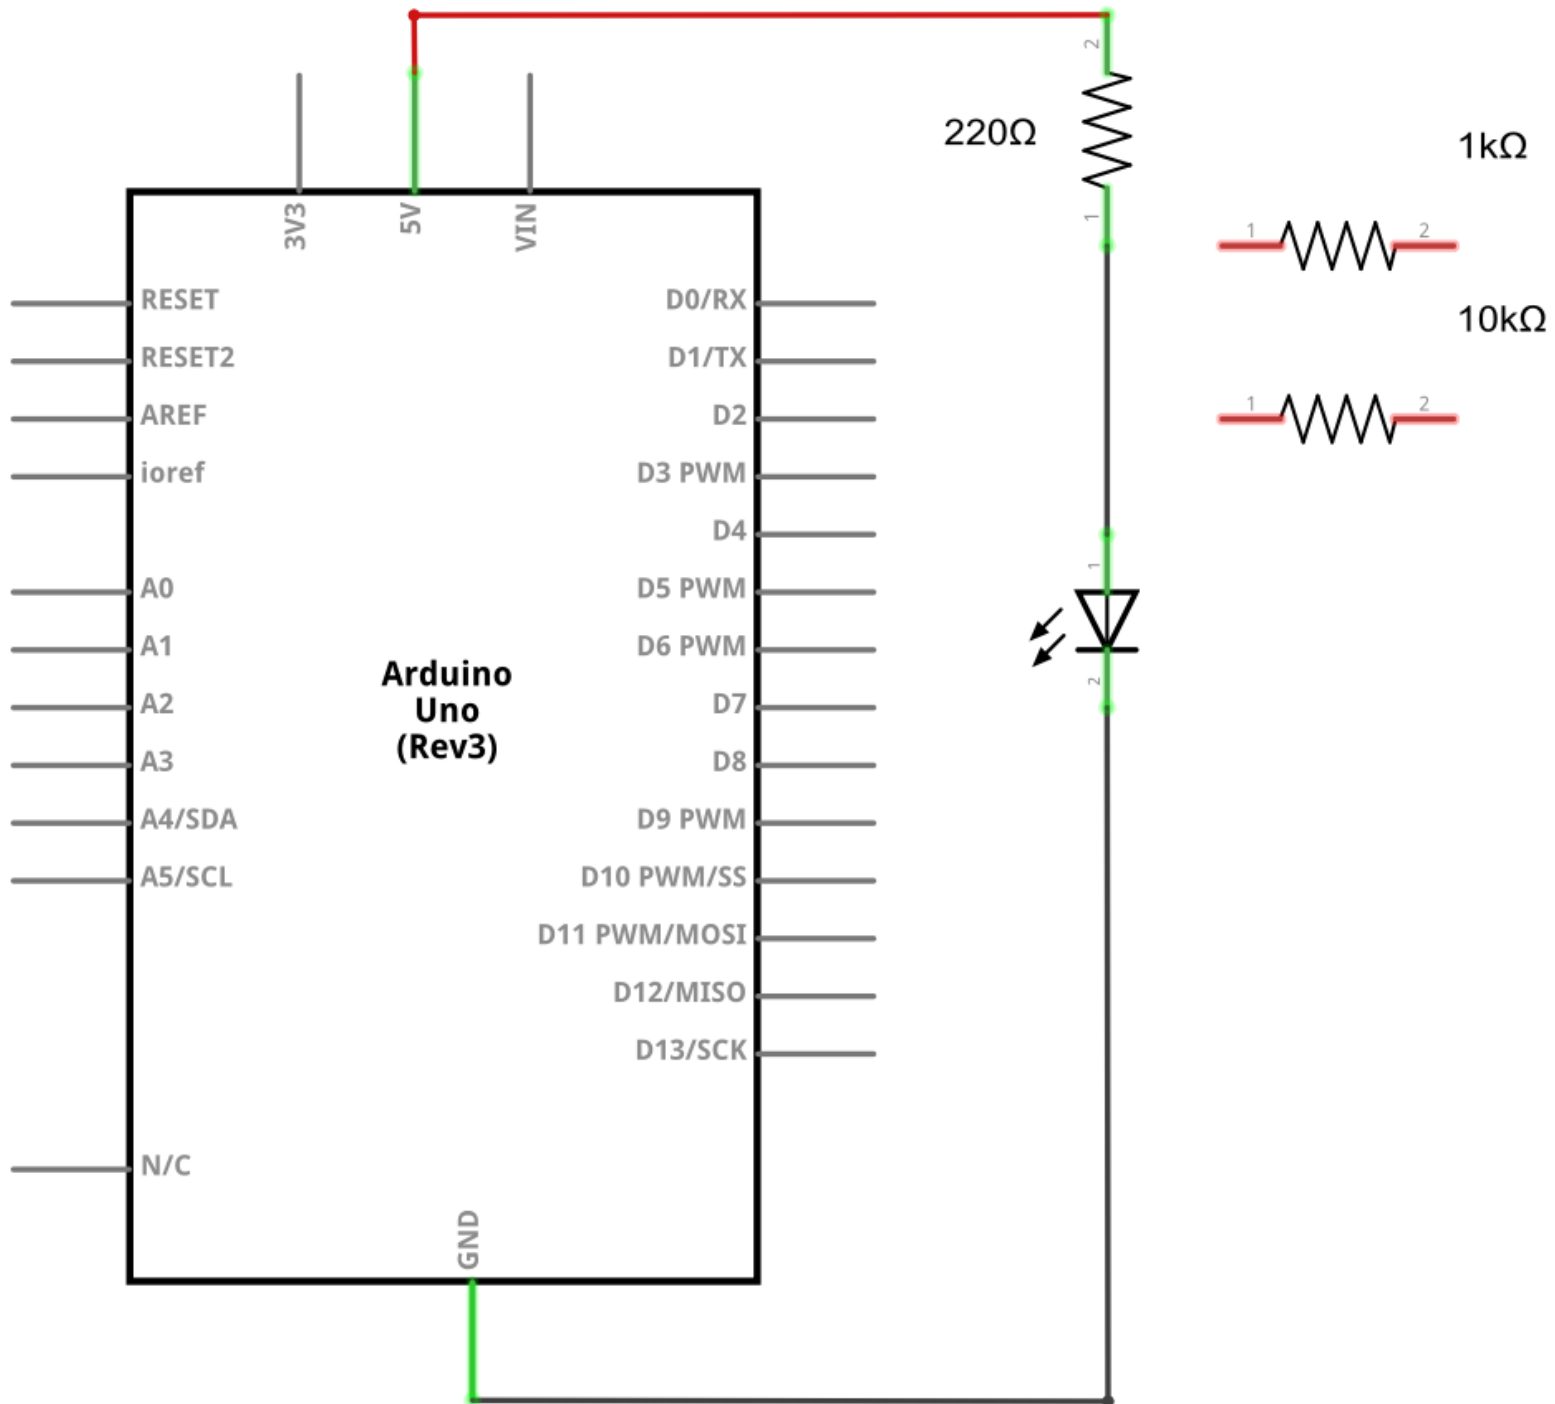 2
220Ω
1kΩ
3V3
5V
VIN
1
1
2
RESET
D0/RX
10kΩ
RESET2
D1/TX
AREF
D2
1
2
ioref
D3 PWM
D4
1
A0
D5 PWM
A1
D6 PWM
Arduino
Uno
(Rev3)
2
A2
D7
A3
D8
A4/SDA
D9 PWM
A5/SCL
D10 PWM/SS
D11 PWM/MOSI
D12/MISO
D13/SCK
N/C
GND